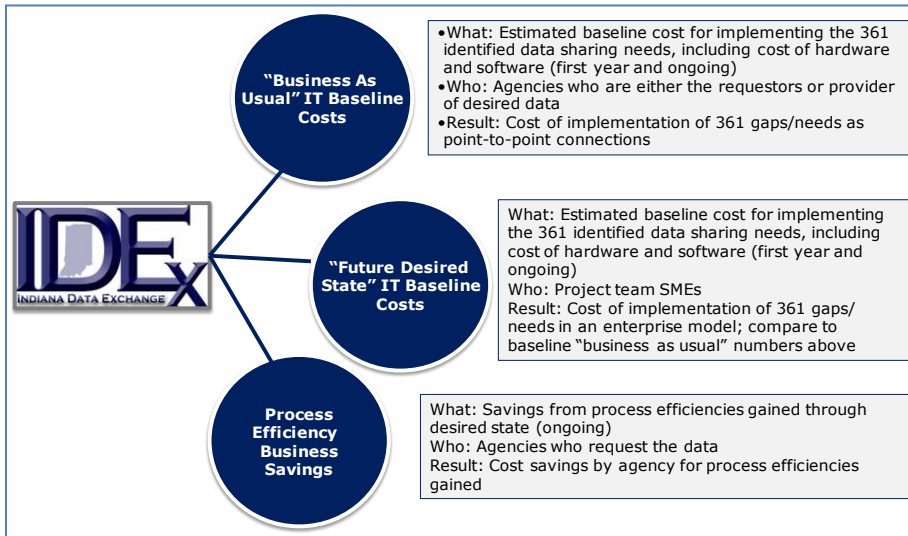 “Business As
Usual” IT Baseline
Costs
•What: Estimated baseline cost for implementing the 361
identified data sharing needs, including cost of hardware
and software (first year and ongoing)
•Who: Agencies who are either the requestors or provider
of desired data
•Result: Cost of implementation of 361 gaps/needs as
point-to-point connections
IDEx
INDIANA DATA EXCHANGE
“Future Desired
State” IT Baseline
Costs
What: Estimated baseline cost for implementing
the 361 identified data sharing needs, including
cost of hardware and software (first year and
ongoing)
Who: Project team SMEs
Result: Cost of implementation of 361 gaps/
needs in an enterprise model; compare to
baseline “business as usual” numbers above
Process
Efficiency
Business
Savings
What: Savings from process efficiencies gained through
desired state (ongoing)
Who: Agencies who request the data
Result: Cost savings by agency for process efficiencies
gained